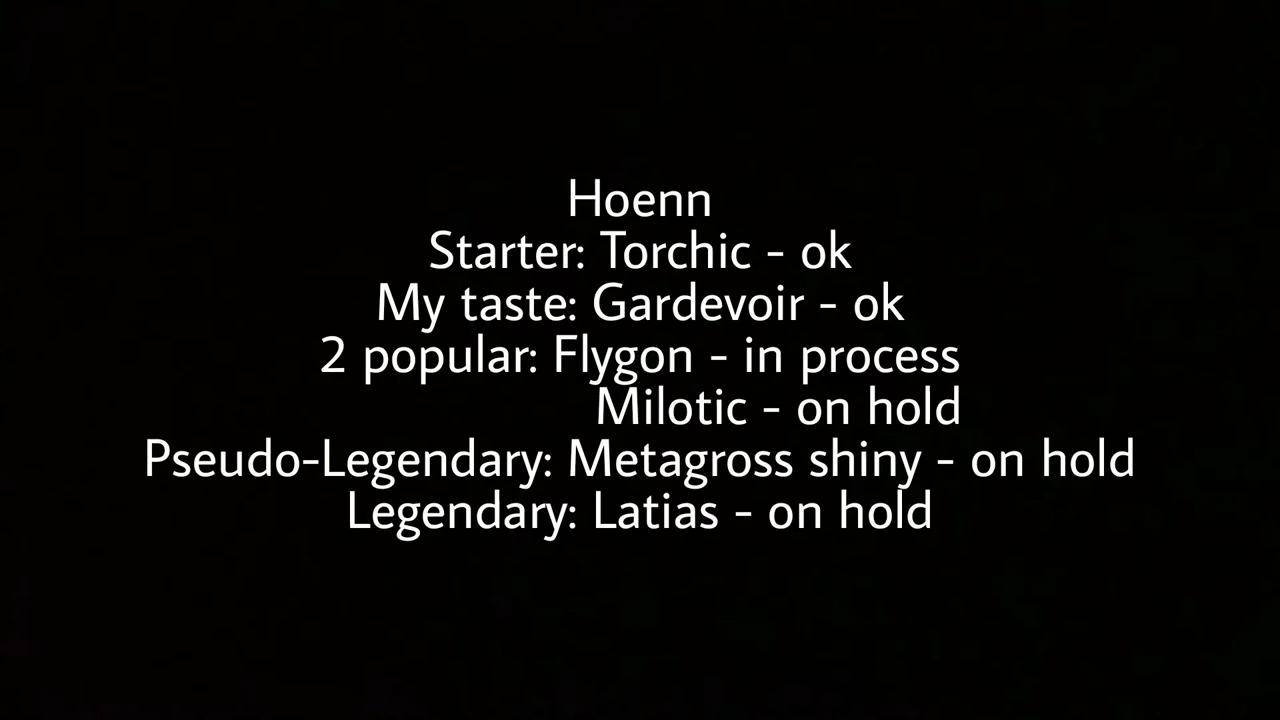 Hoenn
Starter: Torchic - ok
My taste: Gardevoir - ok
2 popular: Flygon - in process
Milotic - on hold
Pseudo-Legendary: Metagross shiny - on hold
Legendary: Latias - on hold